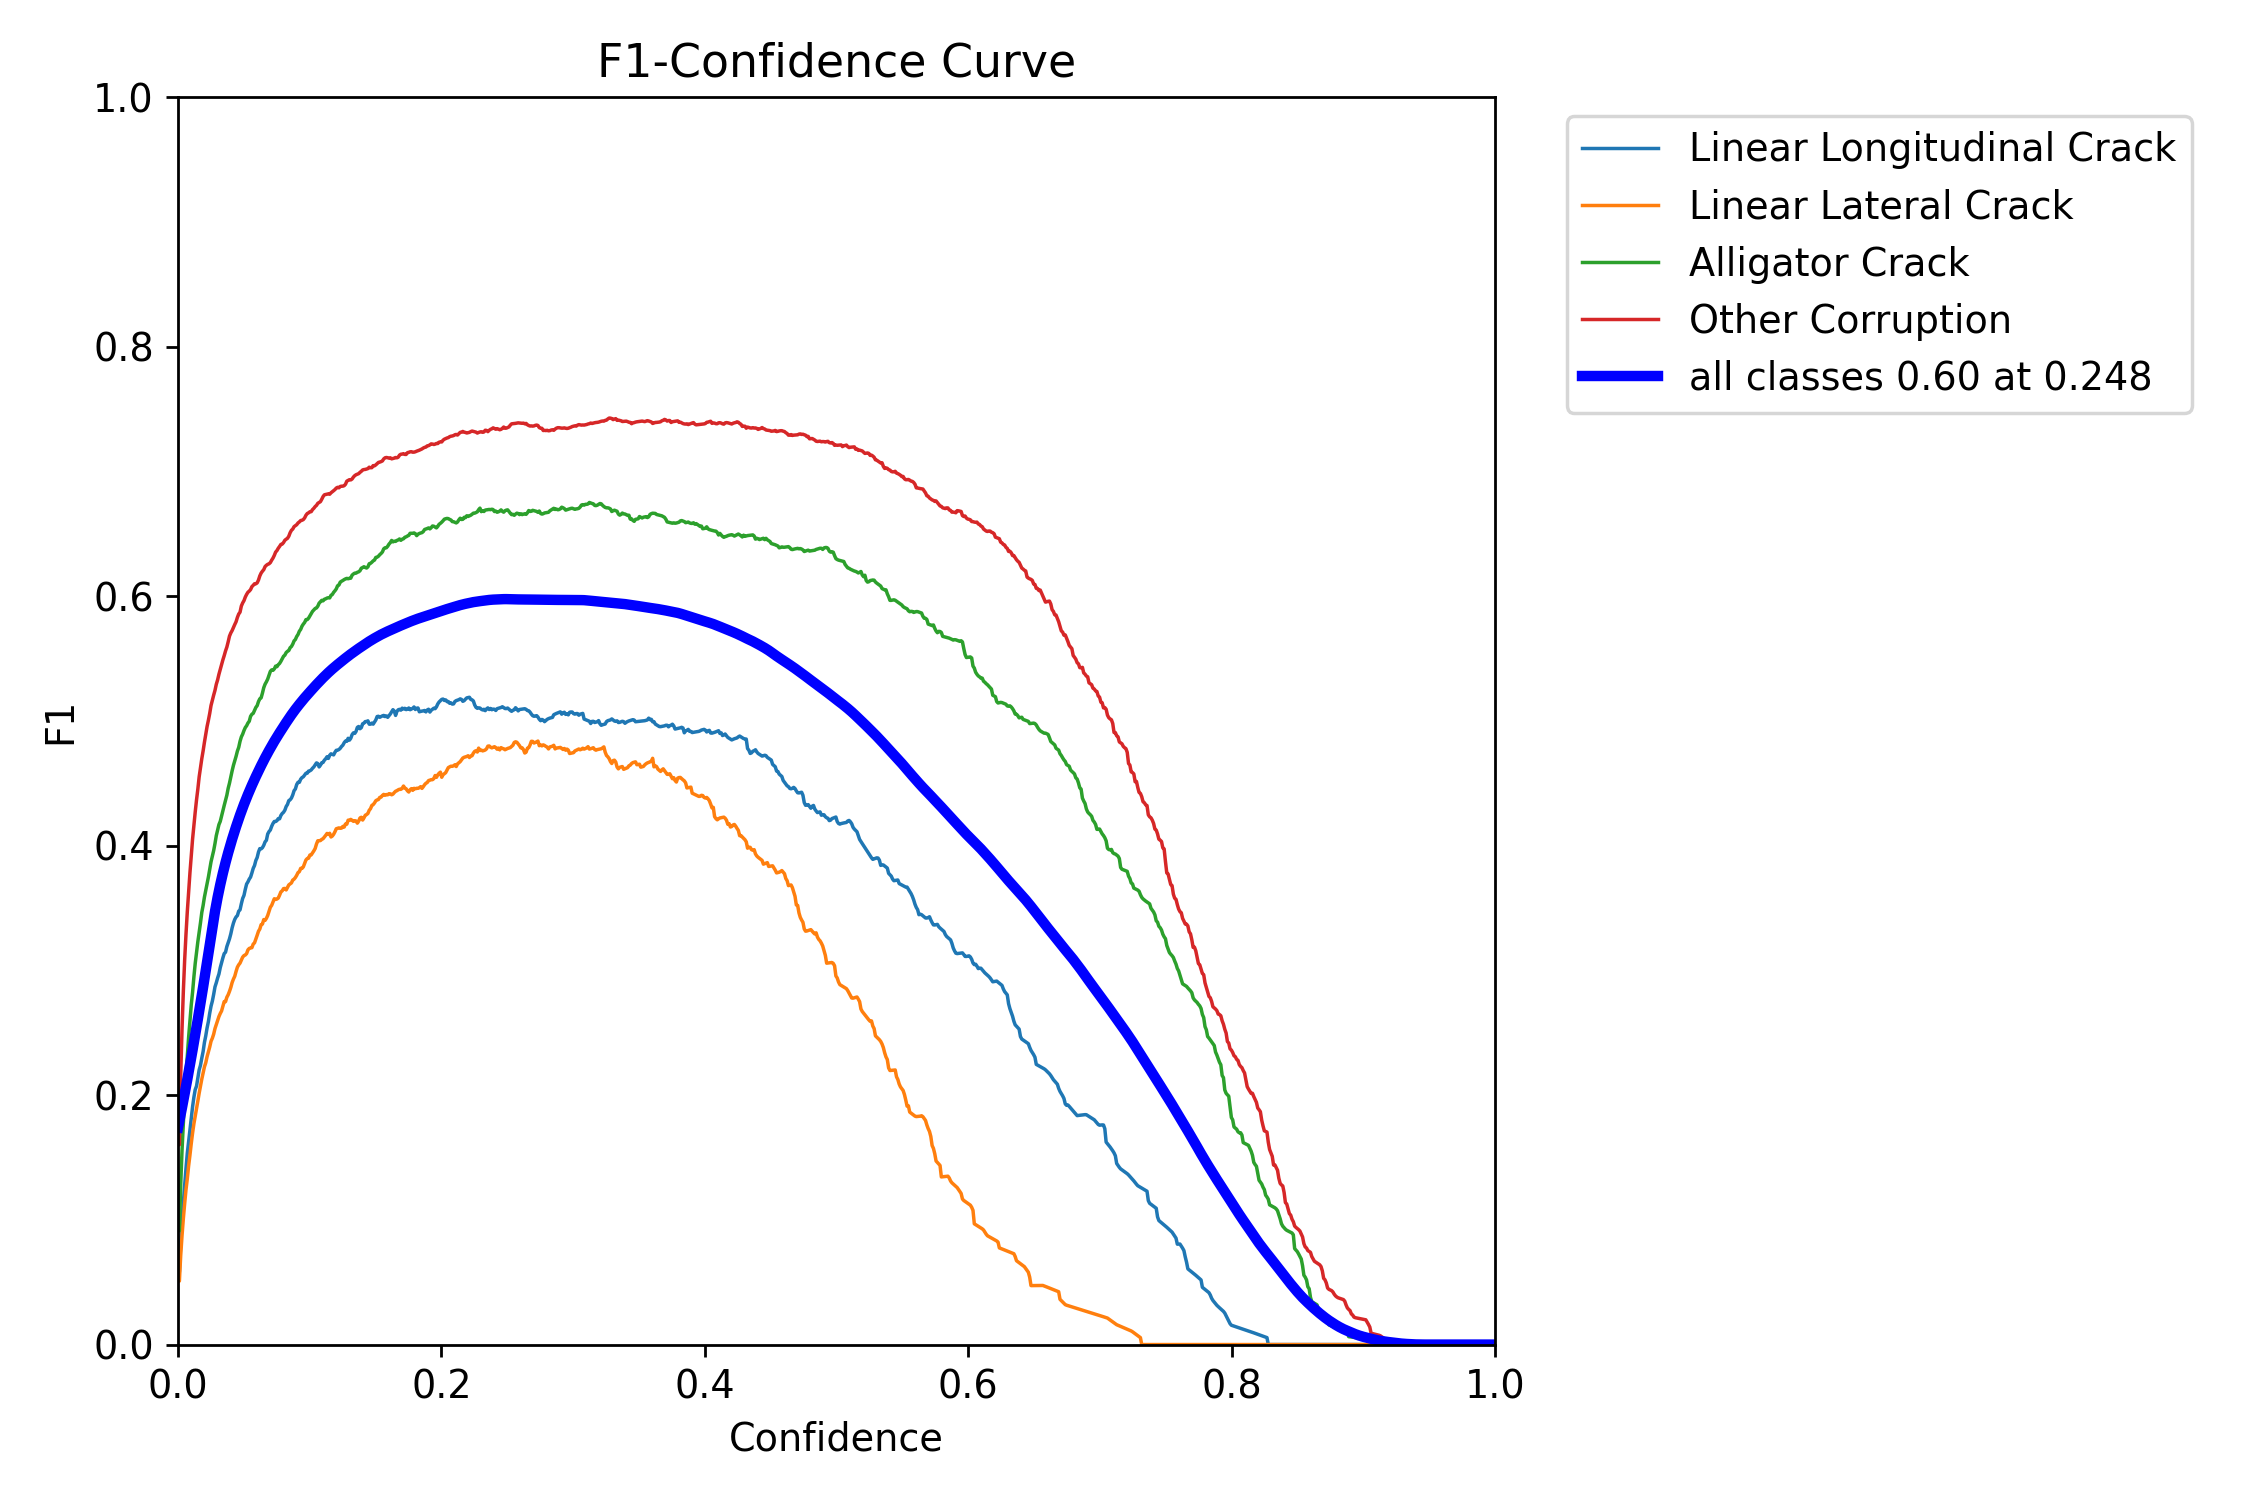 F1-Confidence Curve
1.0
0.8
0.6
0.4
0.2
0.0
F1
0.0 0.2 0.4 0.6 0.8 1.0
Confidence
Linear Longitudinal Crack
Linear Lateral Crack
Alligator Crack
Other Corruption
all classes 0.60 at 0.248